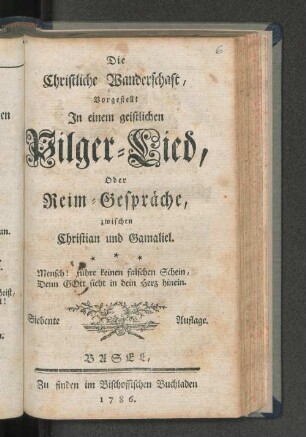 6
Die
Christliche Wanderschaft,
Vorgestellt
In einem geistlichen
Pilger-Lied,
Oder
Reim-Gespräche,
zwischen
Christian und Gamaliel.
* * *
Mensch! Führe keinen falschen Schein,
Denn GOtt sieht in dein Herz hinein.
Siebente Auflage.
BASEL,
Zu finden im Bischoffischen Buchladen
1786.